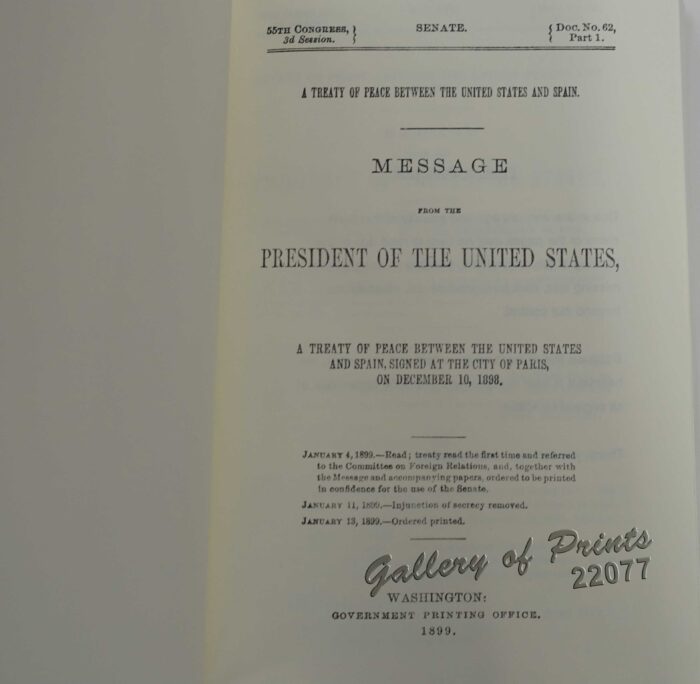 55TH CONGRESS, } SENATE. { DOC. NO. 62,
3d Session. } { Part 1.
A TREATY OF PEACE BETWEEN THE UNITED STATES AND SPAIN.
MESSAGE
FROM THE
PRESIDENT OF THE UNITED STATES,
A TREATY OF PEACE BETWEEN THE UNITED STATES
AND SPAIN, SIGNED AT THE CITY OF PARIS,
ON DECEMBER 10, 1898.
JANUARY 4, 1899.—Read; treaty read the first time and referred
to the Committee on Foreign Relations, and, together with
the Message and accompanying papers, ordered to be printed
in confidence for the use of the Senate.
JANUARY 11, 1899.—Injunction of secrecy removed.
JANUARY 13, 1899.—Ordered printed.
Gallery of Prints
22077
WASHINGTON:
GOVERNMENT PRINTING OFFICE.
1899.